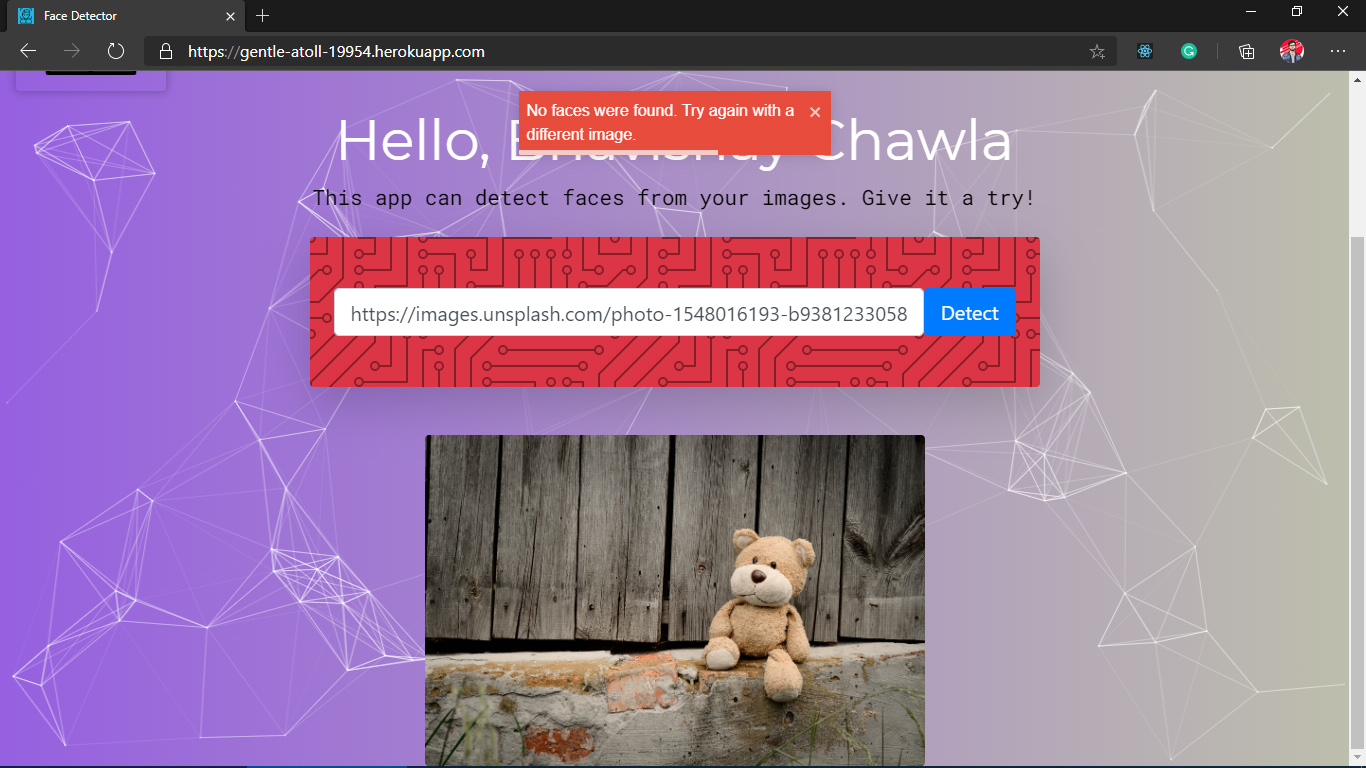 Face Detector
https://gentle-atoll-19954.herokuapp.com
No faces were found. Try again with a
different image.
Hello, Chawla
This app can detect faces from your images. Give it a try!
https://images.unsplash.com/photo-1548016193-b9381233058
Detect